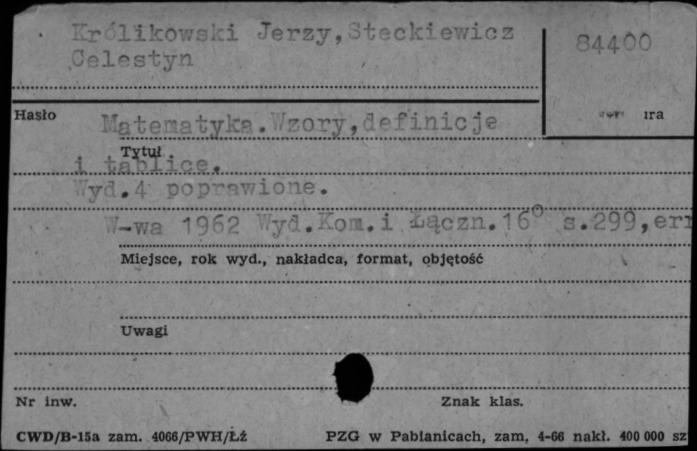 Królikowski Jerzy, Steckiewicz
Celestyn
84400
Hasło
ıra
Matematyka. Wzory, definicje
Tytuł
i tablice.
Wyd. 4 poprawione.
W-wa 1962 Wyd. Kom. i Łączn. 16° s. 299, err
Miejsce, rok wyd., nakładca, format, objętość
Uwagi
Nr inw.
Znak klas.
CWD/B-15a zam. 4066/PWH/Łź
PZG w Pabianicach, zam. 4-66 nakł. 400 000 sz